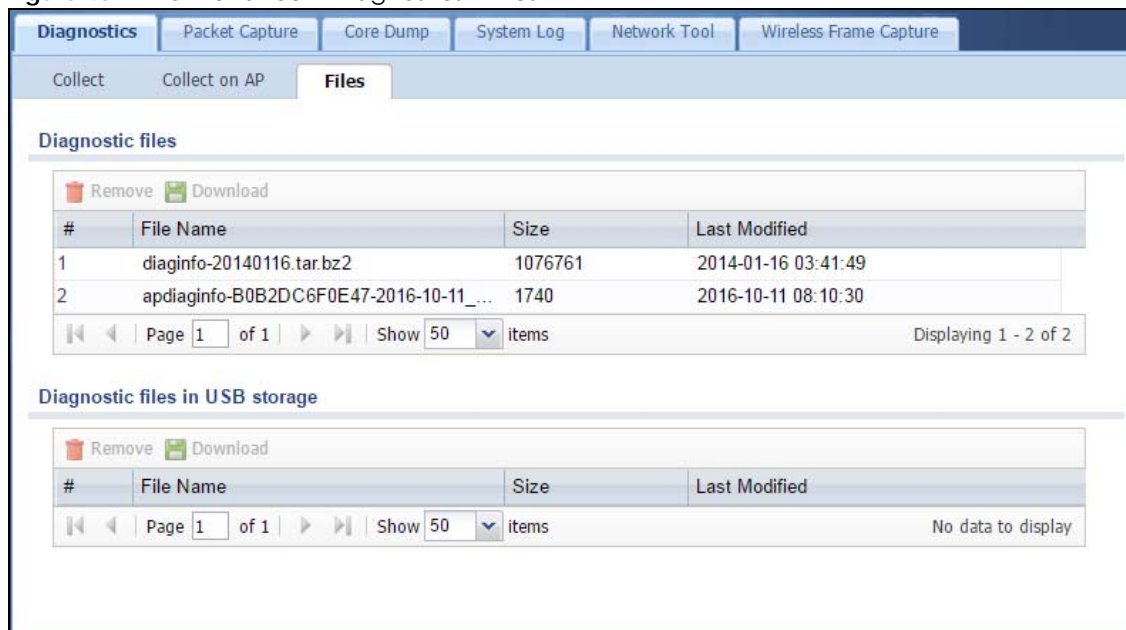 Diagnostics Packet Capture Core Dump System Log Network Tool Wireless Frame Capture
Collect Collect on AP Files
Diagnostic files
Remove Download
# File Name Size Last Modified
1 diaginfo-20140116.tar.bz2 1076761 2014-01-16 03:41:49
2 apdiaginfo-B0B2DC6F0E47-2016-10-11_... 1740 2016-10-11 08:10:30
Page 1 of 1 Show 50 items Displaying 1 - 2 of 2
Diagnostic files in USB storage
Remove Download
# File Name Size Last Modified
Page 1 of 1 Show 50 items No data to display